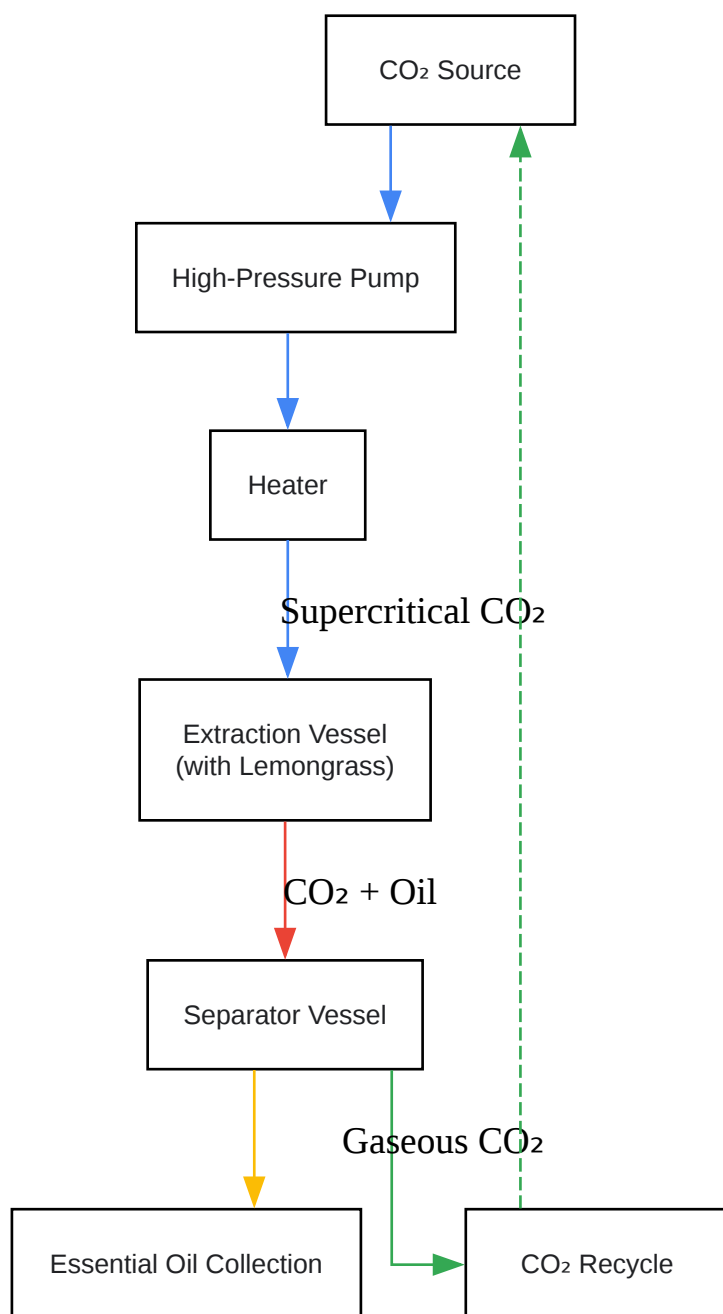 CO₂ Source
High-Pressure Pump
Heater
Supercritical CO₂
Extraction Vessel
(with Lemongrass)
CO₂ + Oil
Separator Vessel
Gaseous CO₂
Essential Oil Collection
CO₂ Recycle